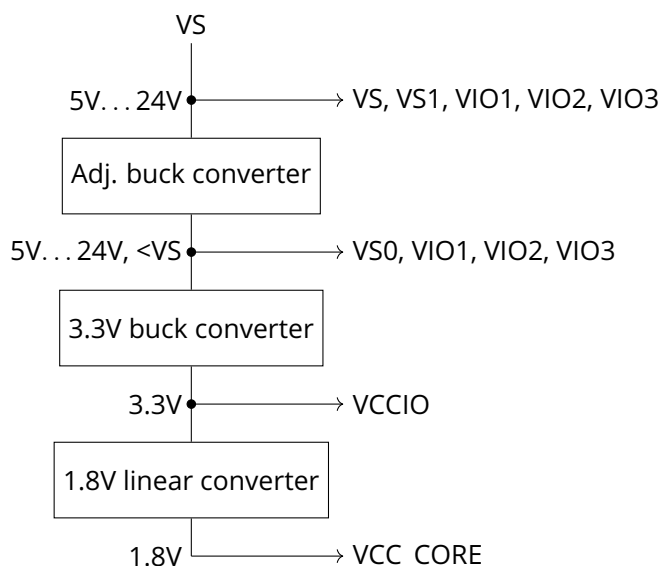 VS
5V...24V VS, VS1, VIO1, VIO2, VIO3
Adj. buck converter
5V...24V, <VS VS0, VIO1, VIO2, VIO3
3.3V buck converter
3.3V VCCIO
1.8V linear converter
1.8V VCC CORE